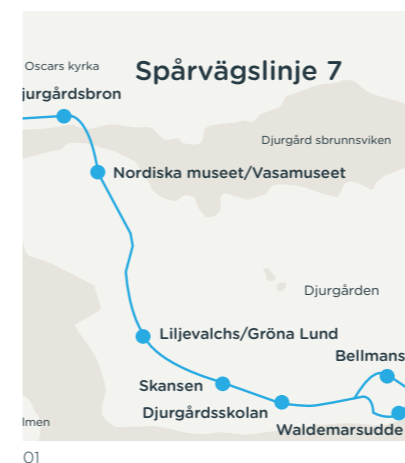 Oscars kyrka
Spårvägslinje 7
jurgårdsbron
Djurgård sbrunnsviken
Nordiska museet/Vasamuseet
Djurgården
Liljevalchs/Gröna Lund
Bellmans
Skansen
Djurgårdsskolan
lmen
Waldemarsudde
01